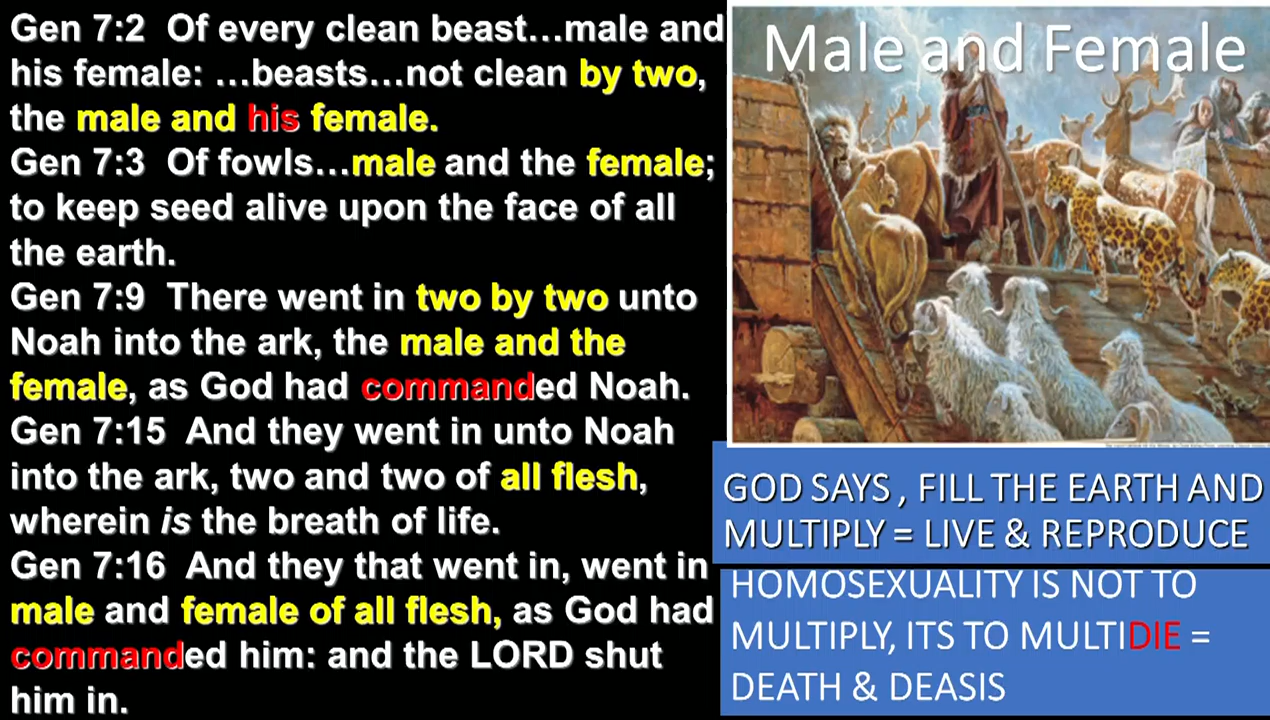 Gen 7:2 Of every clean beast...male and
his female: ...beasts...not clean by two,
the male and his female.
Gen 7:3 Of fowls...male and the female;
to keep seed alive upon the face of all
the earth.
Gen 7:9 There went in two by two unto
Noah into the ark, the male and the
female, as God had commanded Noah.
Gen 7:15 And they went in unto Noah
into the ark, two and two of all flesh,
wherein is the breath of life.
Gen 7:16 And they that went in, went in
male and female of all flesh, as God had
commanded him: and the LORD shut
him in.
Male and Female
GOD SAYS , FILL THE EARTH AND
MULTIPLY = LIVE & REPRODUCE
HOMOSEXUALITY IS NOT TO
MULTIPLY, ITS TO MULTIDIE =
DEATH & DEASIS